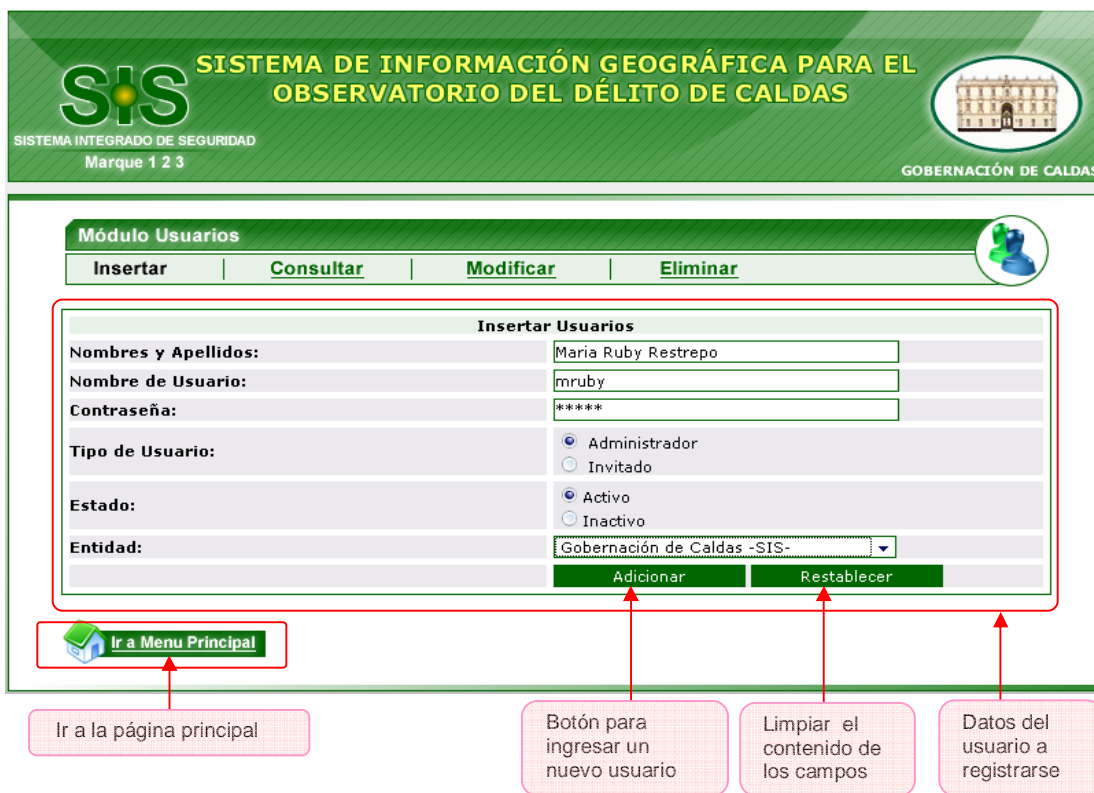 SISTEMA DE INFORMACIÓN GEOGRÁFICA PARA EL
OBSERVATORIO DEL DÉLITO DE CALDAS
SIS
SISTEMA INTEGRADO DE SEGURIDAD
Marque 1 2 3
GOBERNACIÓN DE CALDAS
Módulo Usuarios
Insertar | Consultar | Modificar | Eliminar
Insertar Usuarios
Nombres y Apellidos: Maria Ruby Restrepo
Nombre de Usuario: mruby
Contraseña: *****
Tipo de Usuario: Administrador
Invitado
Estado: Activo
Inactivo
Entidad: Gobernación de Caldas -SIS-
Adicionar Restablecer
Ir a Menu Principal
Ir a la página principal
Botón para
ingresar un
nuevo usuario
Limpiar el
contenido de
los campos
Datos del
usuario a
registrarse